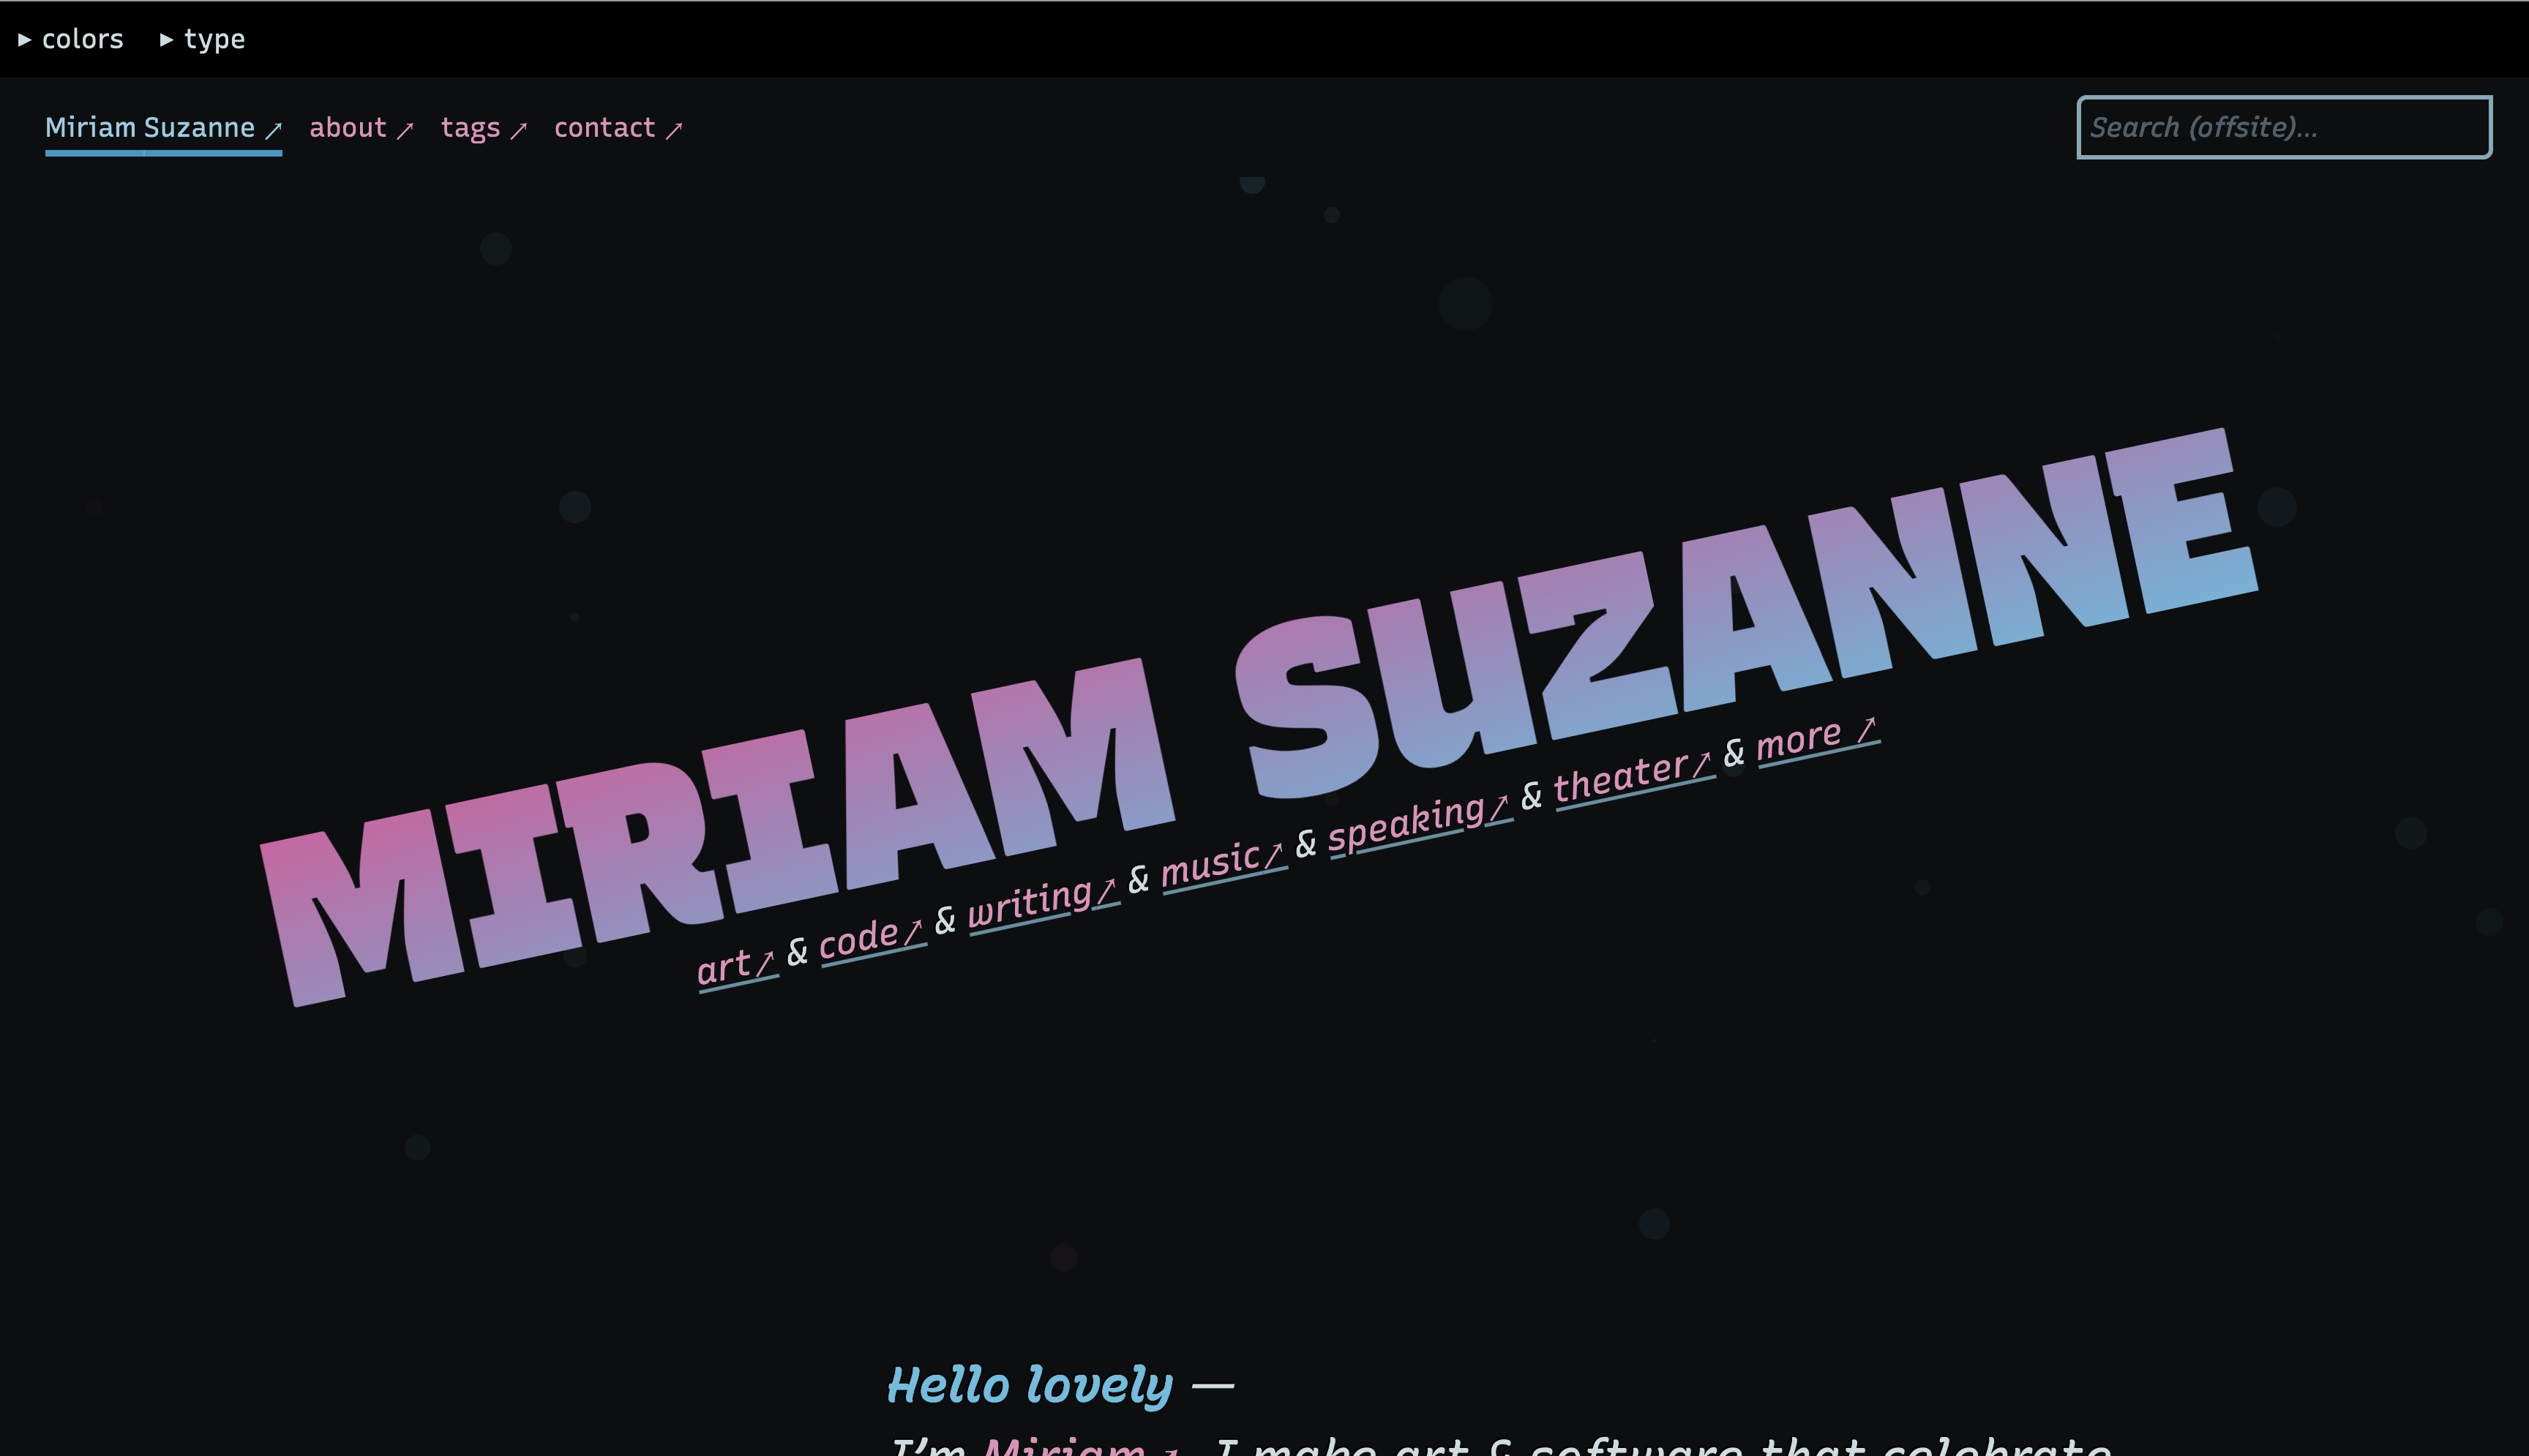 ▶ colors ▶ type
Miriam Suzanne ↗ about ↗ tags ↗ contact ↗ Search (offsite)...
MIRIAM SUZANNE
art↗ & code↗ & writing↗ & music↗ & speaking↗ & theater↗ & more ↗
Hello lovely —
I’m Miriam ↗. I make art & software that celebrate